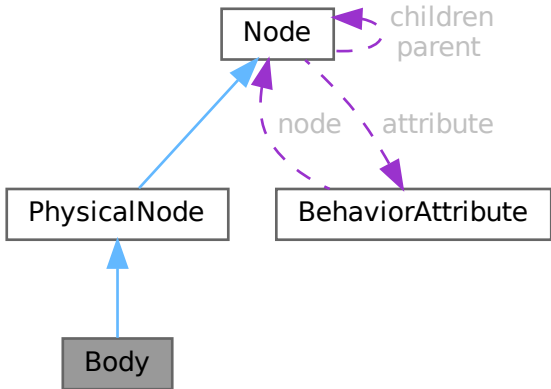 Node
children
parent
node
attribute
PhysicalNode
BehaviorAttribute
Body